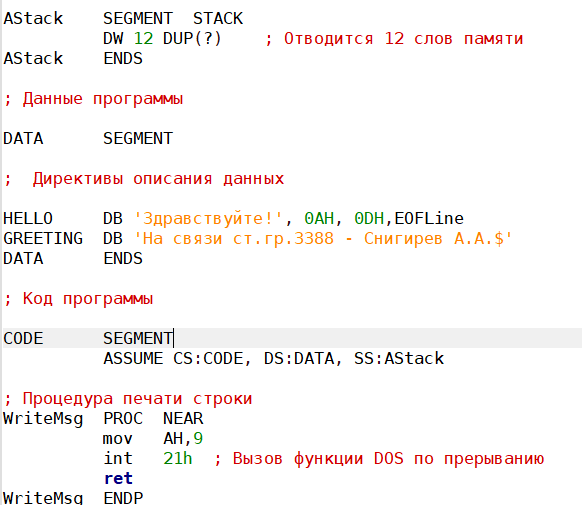 AStack    SEGMENT  STACK
          DW 12 DUP(?)    ; Отводится 12 слов памяти
AStack    ENDS
; Данные программы
DATA      SEGMENT
;  Директивы описания данных
HELLO     DB 'Здравствуйте!', 0AH, 0DH,EOFLine
GREETING  DB 'На связи ст.гр.3388 - Снигирев А.А.$'
DATA      ENDS
; Код программы
CODE      SEGMENT
          ASSUME CS:CODE, DS:DATA, SS:AStack
; Процедура печати строки
WriteMsg  PROC  NEAR
          mov   AH,9
          int   21h  ; Вызов функции DOS по прерыванию
          ret
WriteMsg  ENDP